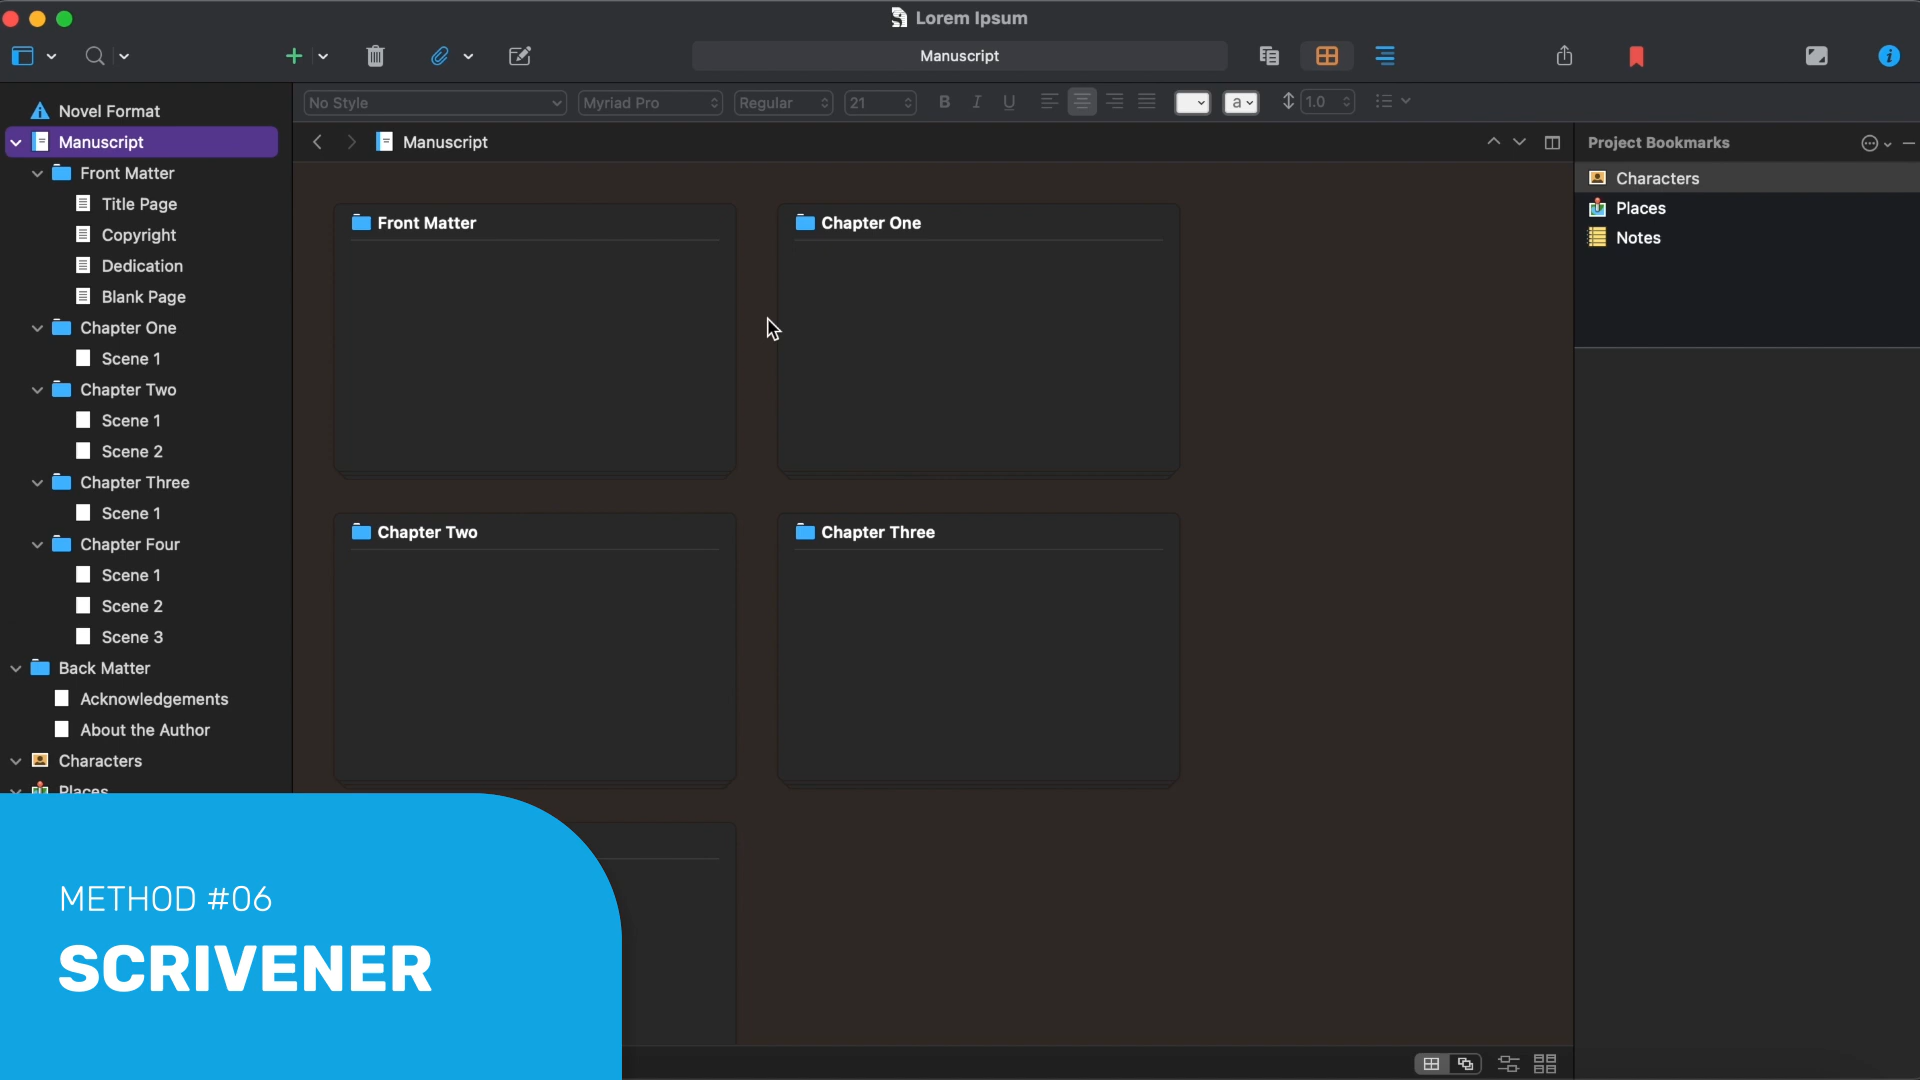 Lorem Ipsum
Manuscript
No Style
Myriad Pro
Regular
21
B I U
a
1.0
Novel Format
Manuscript
Front Matter
Title Page
Copyright
Dedication
Blank Page
Chapter One
Scene 1
Chapter Two
Scene 1
Scene 2
Chapter Three
Scene 1
Chapter Four
Scene 1
Scene 2
Scene 3
Back Matter
Acknowledgements
About the Author
Characters
Places
Manuscript
Front Matter
Chapter One
Chapter Two
Chapter Three
Project Bookmarks
Characters
Places
Notes
METHOD #06
SCRIVENER